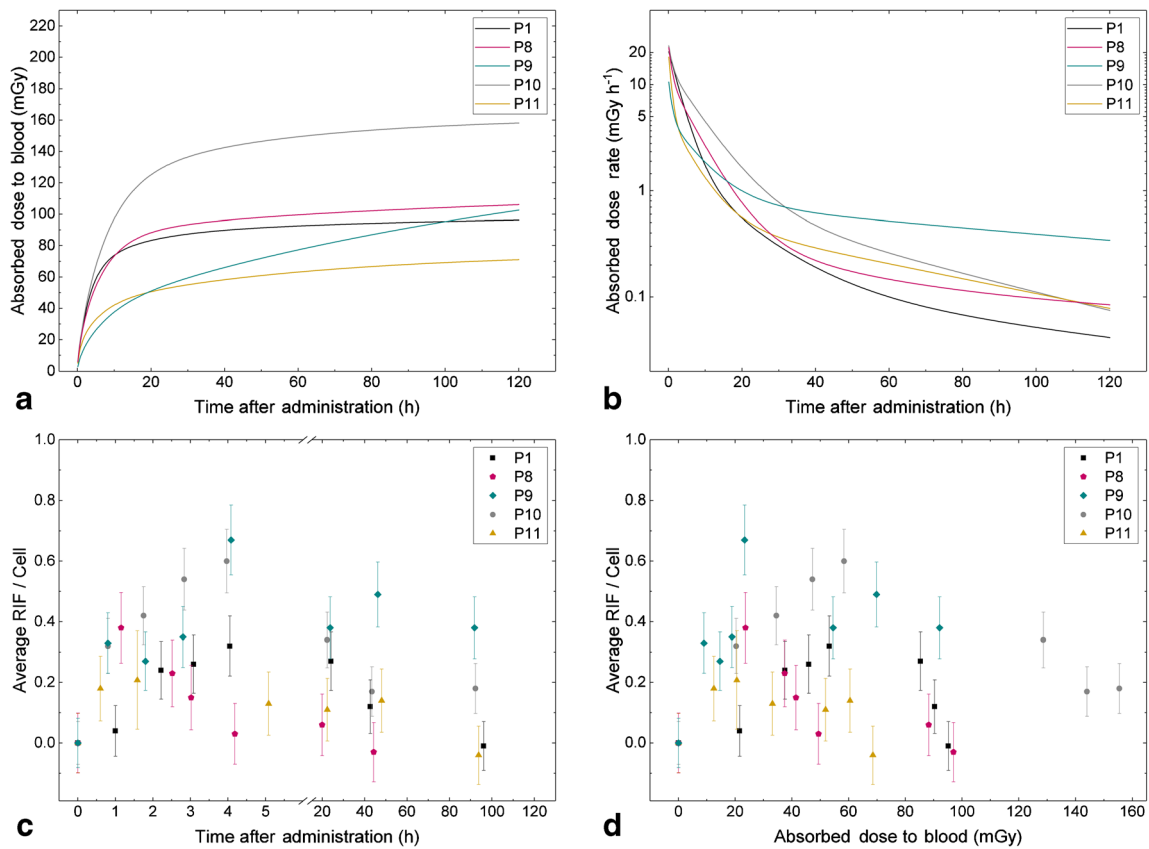 Absorbed dose to blood (mGy)
220
200
180
160
140
120
100
80
60
40
20
0
P1
P8
P9
P10
P11
0 20 40 60 80 100 120
Time after administration (h)
a
Absorbed dose rate (mGy h-1)
20
10
5
1
0.1
P1
P8
P9
P10
P11
0 20 40 60 80 100 120
Time after administration (h)
b
Average RIF / Cell
1.0
0.8
0.6
0.4
0.2
0.0
P1
P8
P9
P10
P11
0 1 2 3 4 5 20 40 60 80 100 120
Time after administration (h)
c
Average RIF / Cell
1.0
0.8
0.6
0.4
0.2
0.0
P1
P8
P9
P10
P11
0 20 40 60 80 100 120 140 160
Absorbed dose to blood (mGy)
d